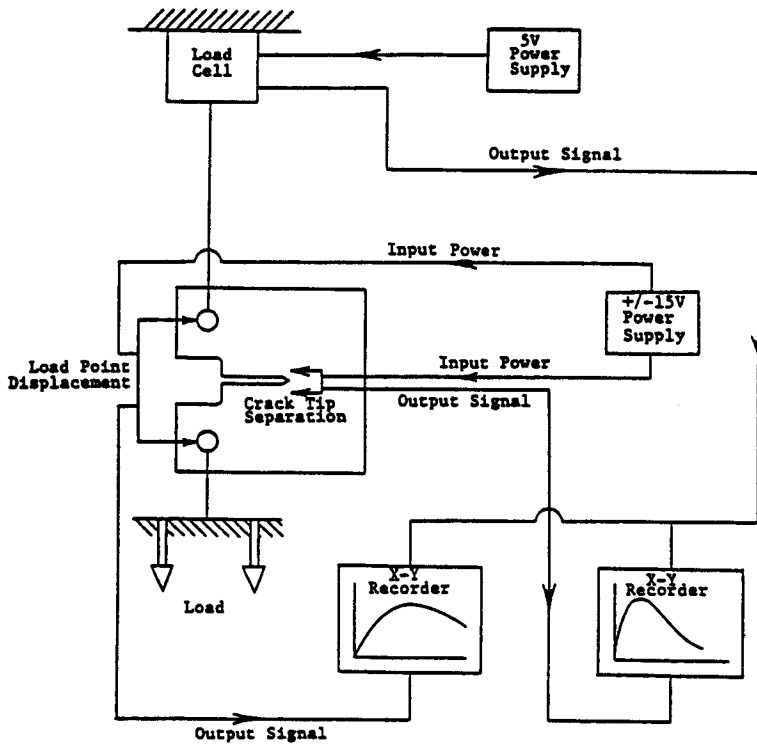 Load
Cell
5V
Power
Supply
Output Signal
Input Power
+/-15V
Power
Supply
Load Point
Displacement
Input Power
Crack Tip
Separation
Output Signal
Load
X-Y
Recorder
X-Y
Recorder
Output Signal